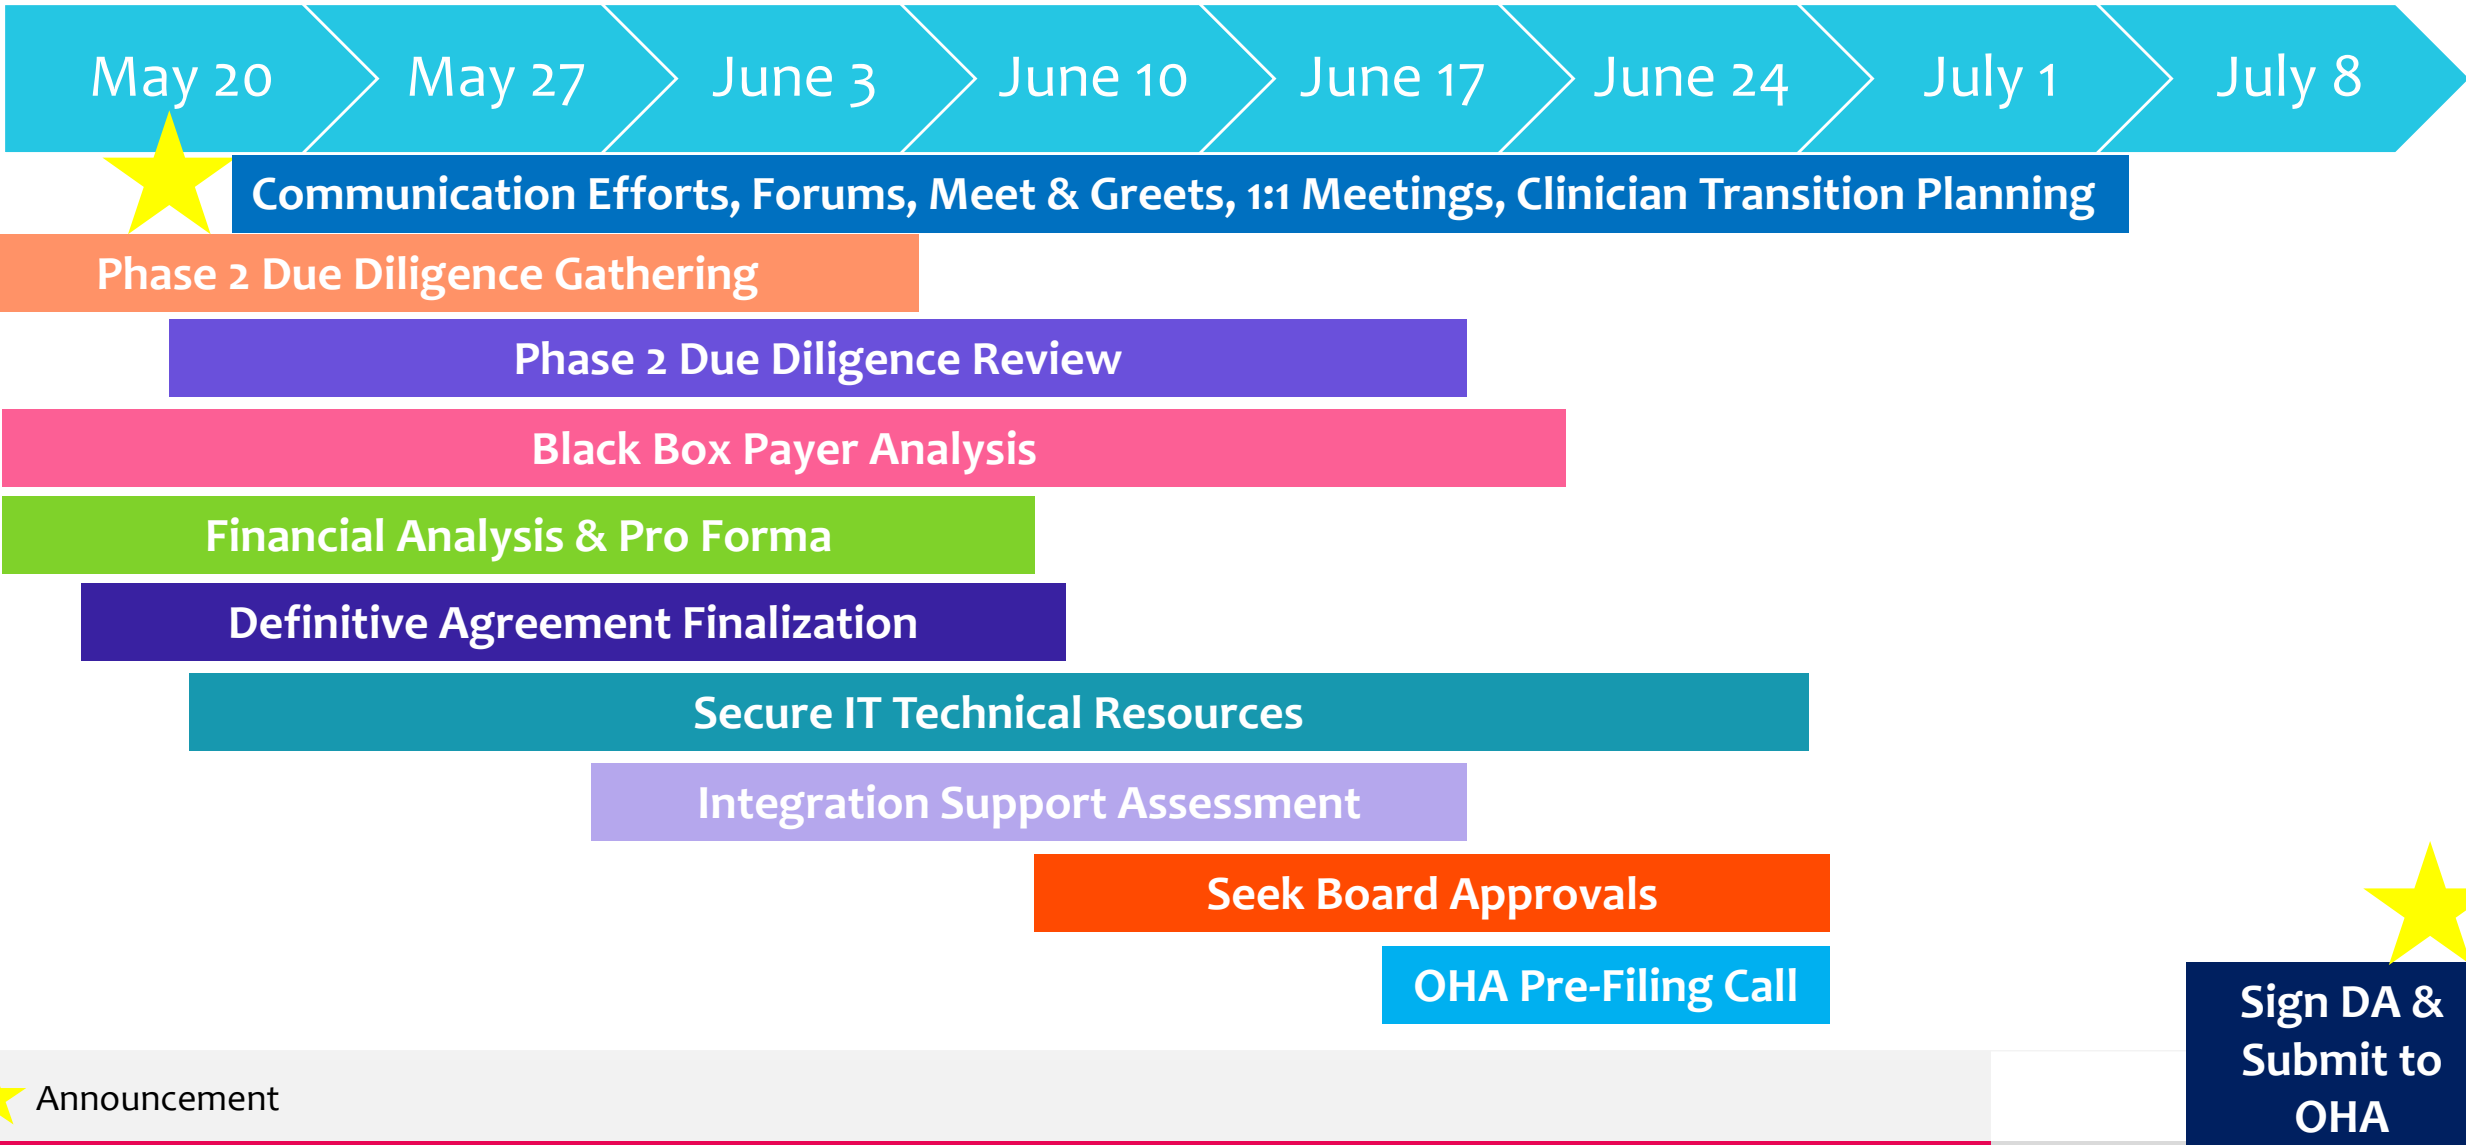 May 20
May 27
June 3
June 10
June 17
June 24
July 1
July 8
Communication Efforts, Forums, Meet & Greets, 1:1 Meetings, Clinician Transition Planning
Phase 2 Due Diligence Gathering
Phase 2 Due Diligence Review
Black Box Payer Analysis
Financial Analysis & Pro Forma
Definitive Agreement Finalization
Secure IT Technical Resources
Integration Support Assessment
Seek Board Approvals
OHA Pre-Filing Call
Sign DA &
Submit to
OHA
Announcement